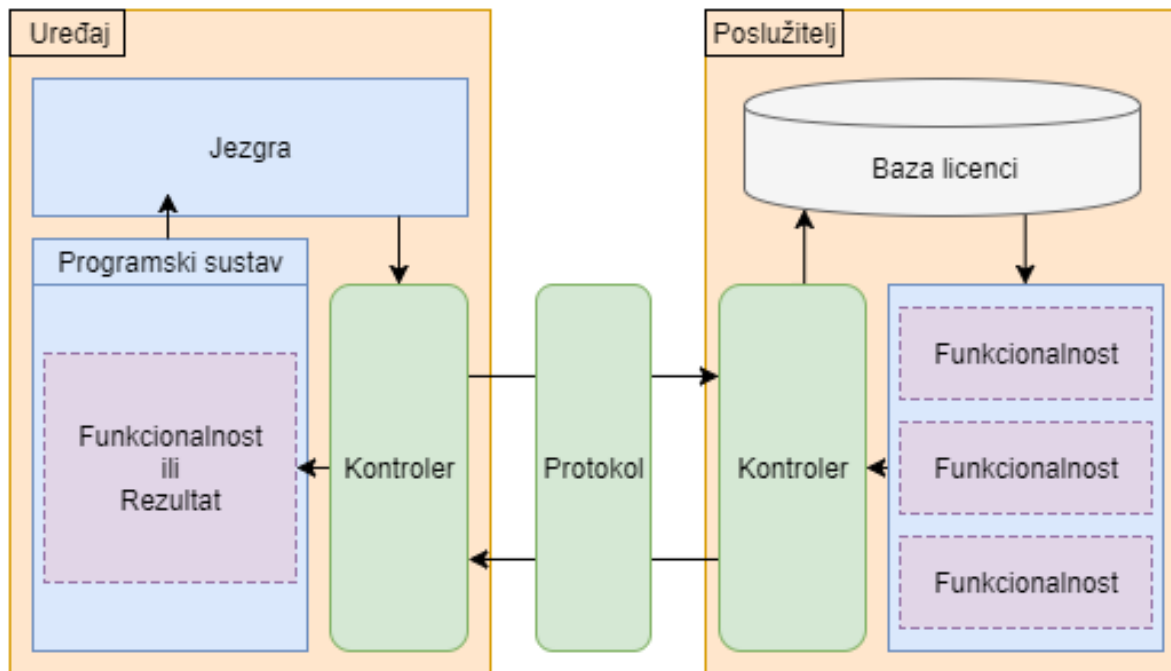 Uređaj
Poslužitelj
Jezgra
Baza licenci
Programski sustav
Funkcionalnost
ili
Rezultat
Kontroler
Protokol
Kontroler
Funkcionalnost
Funkcionalnost
Funkcionalnost